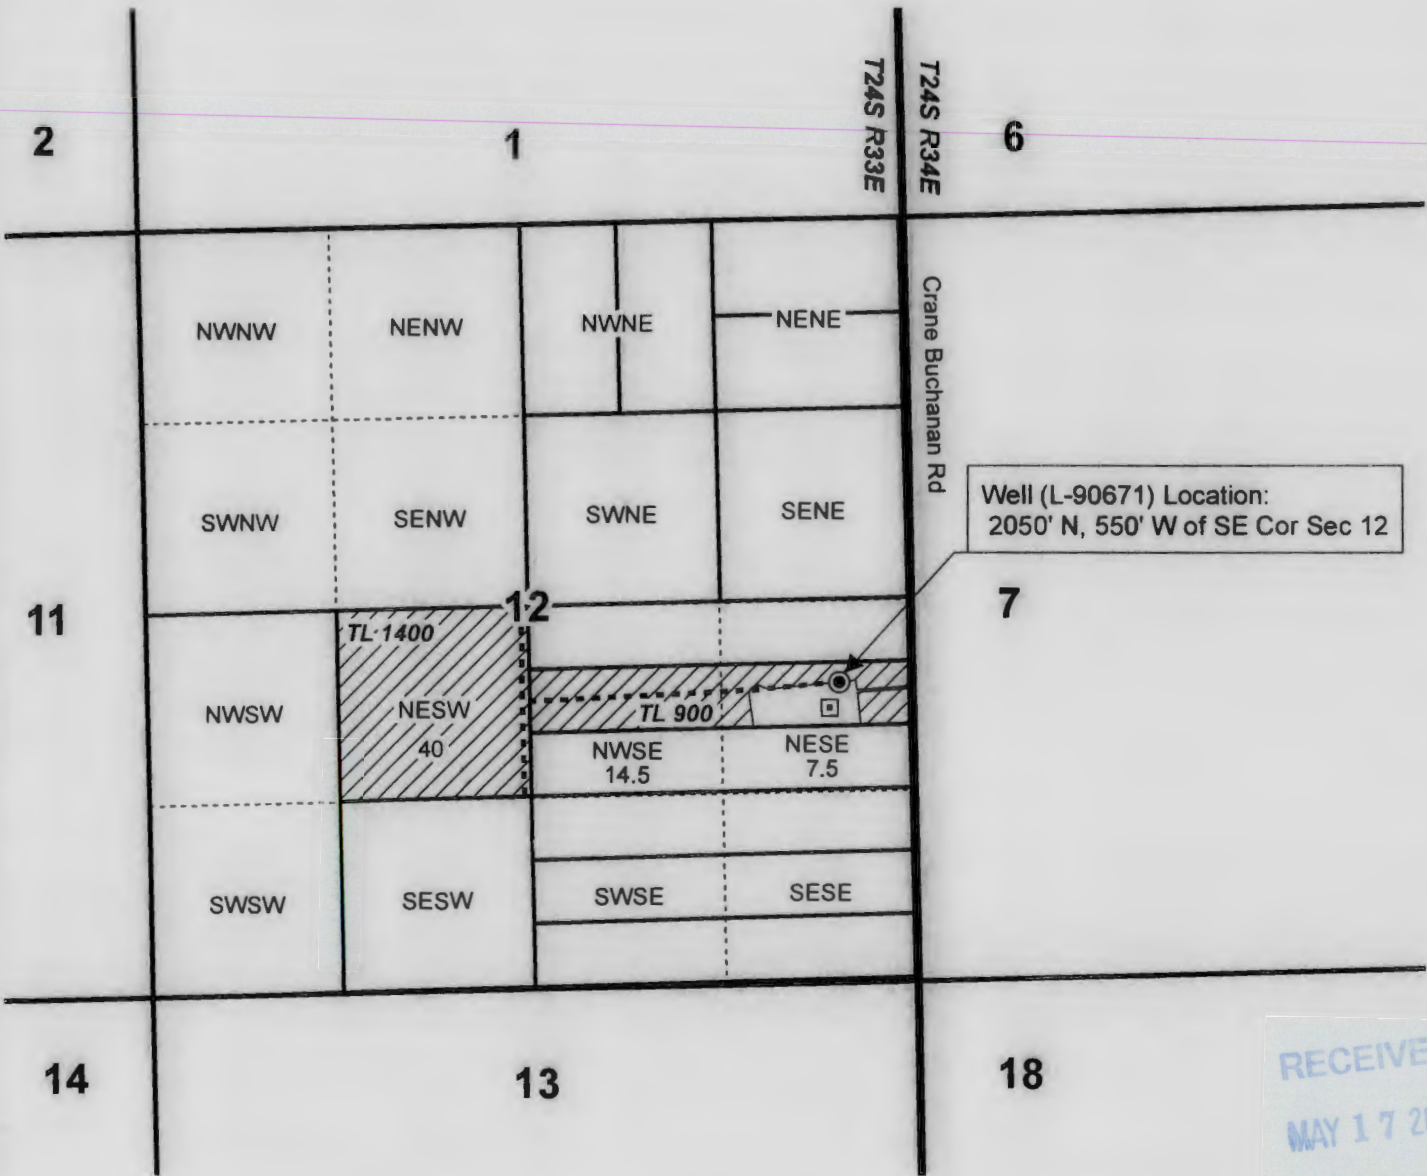 T24S R33E
T24S R34E
2
1
6
Crane Buchanan Rd
NWNW
NENW
NWNE
NENE
SWNW
SENW
SWNE
SENE
Well (L-90671) Location:
2050' N, 550' W of SE Cor Sec 12
11
12
7
TL 1400
NWSW
NESW
40
TL 900
NWSE
14.5
NESE
7.5
SWSW
SESW
SWSE
SESE
14
13
18
RECEIVE
MAY 17 2